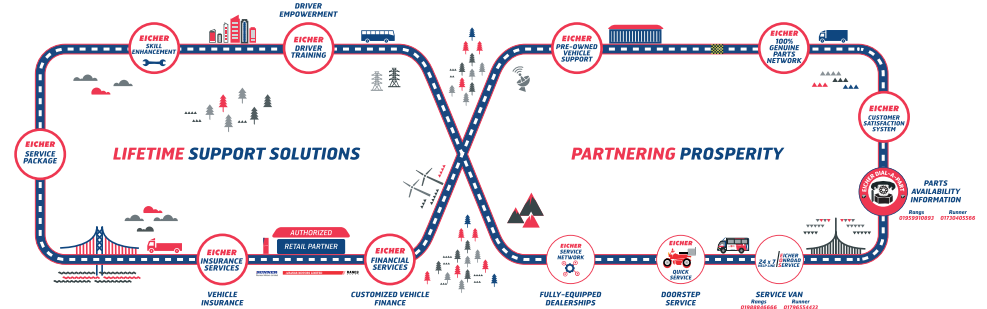 DRIVER
EMPOWERMENT
EICHER
SKILL
ENHANCEMENT
EICHER
DRIVER
TRAINING
EICHER
PRE-OWNED
VEHICLE
SUPPORT
EICHER
100%
GENUINE
PARTS
NETWORK
EICHER
CUSTOMER
SATISFACTION
SYSTEM
EICHER
SERVICE
PACKAGE
LIFETIME SUPPORT SOLUTIONS
PARTNERING PROSPERITY
EICHER DIAL-A-PART
PARTS
AVAILABILITY
INFORMATION
Rangs Runner
01959910893 01730405566
AUTHORIZED
RETAIL PARTNER
EICHER
INSURANCE
SERVICES
EICHER
FINANCIAL
SERVICES
EICHER
SERVICE
NETWORK
EICHER
QUICK
SERVICE
24 x 7
EICHER
ONROAD
SERVICE
VEHICLE
INSURANCE
CUSTOMIZED VEHICLE
FINANCE
FULLY-EQUIPPED
DEALERSHIPS
DOORSTEP
SERVICE
SERVICE VAN
Rangs Runner
01988846666 01796554433